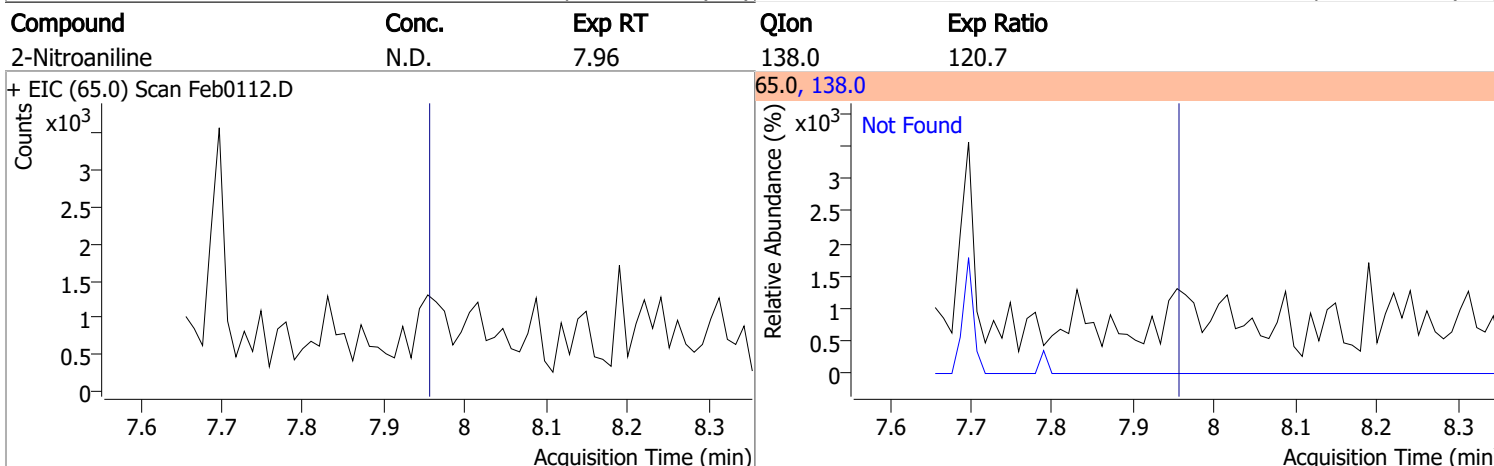 Compound Conc. Exp RT QIon Exp Ratio
2-Nitroaniline N.D. 7.96 138.0 120.7
+ EIC (65.0) Scan Feb0112.D
Counts
x10³
3
2.5
2
1.5
1
0.5
0
7.6 7.7 7.8 7.9 8 8.1 8.2 8.3
Acquisition Time (min)
65.0, 138.0
Relative Abundance (%)
x10³
Not Found
3
2.5
2
1.5
1
0.5
0
7.6 7.7 7.8 7.9 8 8.1 8.2 8.3
Acquisition Time (min)